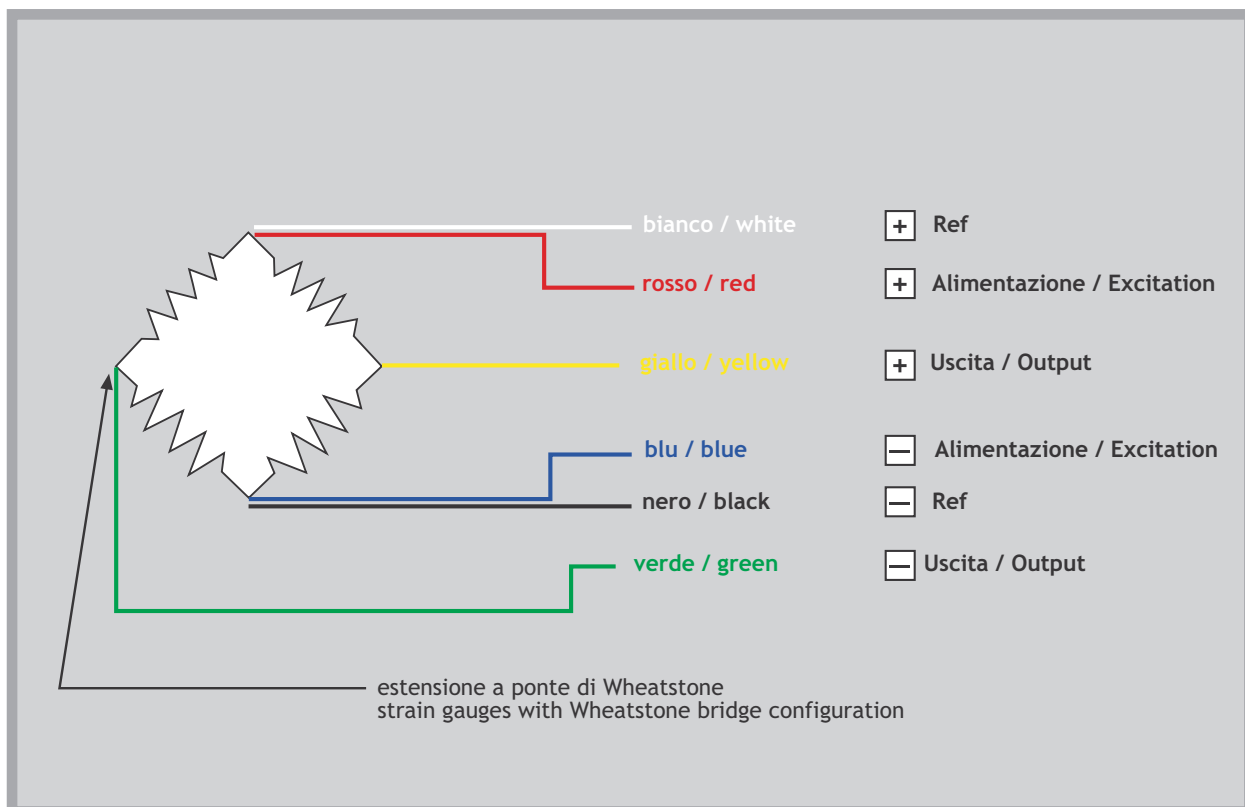 bianco / white + Ref
rosso / red + Alimentazione / Excitation
giallo / yellow + Uscita / Output
blu / blue — Alimentazione / Excitation
nero / black — Ref
verde / green — Uscita / Output
estensione a ponte di Wheatstone
strain gauges with Wheatstone bridge configuration